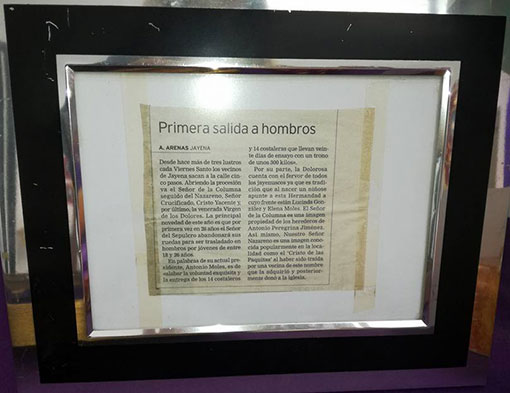 Primera salida a hombros
A. ARENAS JAYENA
Desde hace más de tres lustros
cada Viernes Santo los vecinos
de Jayena sacan a la calle cin-
co pasos. Abriendo la procesión
va el Señor de la Columna
seguido del Nazareno, Señor
Crucificado, Cristo Yacente y,
por último, la venerada Virgen
de los Dolores. La principal
novedad de este año es que por
primera vez en 36 años el Señor
del Sepulcro abandonará sus
ruedas para ser trasladado en
hombros por jóvenes de entre
18 y 36 años.
En palabras de su actual pre-
sidente, Antonio Moles, «es de
alabar la voluntad exquisita y
la entrega de los 14 costaleros
y 14 costaleras que llevan vein-
te días de ensayo con un trono
de unos 300 kilos».
Por su parte, la Dolorosa
cuenta con el fervor de todos
los jayenuscos ya que es tradi-
ción que al nacer un niño se
apunte a esta Hermandad a
cuyo frente están Lucinda Gon-
zález y Elena Moles. El Señor
de la Columna es una imagen
propiedad de los herederos de
Antonio Peregrina Jiménez.
Así mismo, Nuestro Señor
Nazareno es una imagen cono-
cida popularmente en la loca-
lidad como el 'Cristo de las
Paquitas' al haber sido traída
por una vecina de este nombre
que la adquirió y posterior-
mente donó a la iglesia.